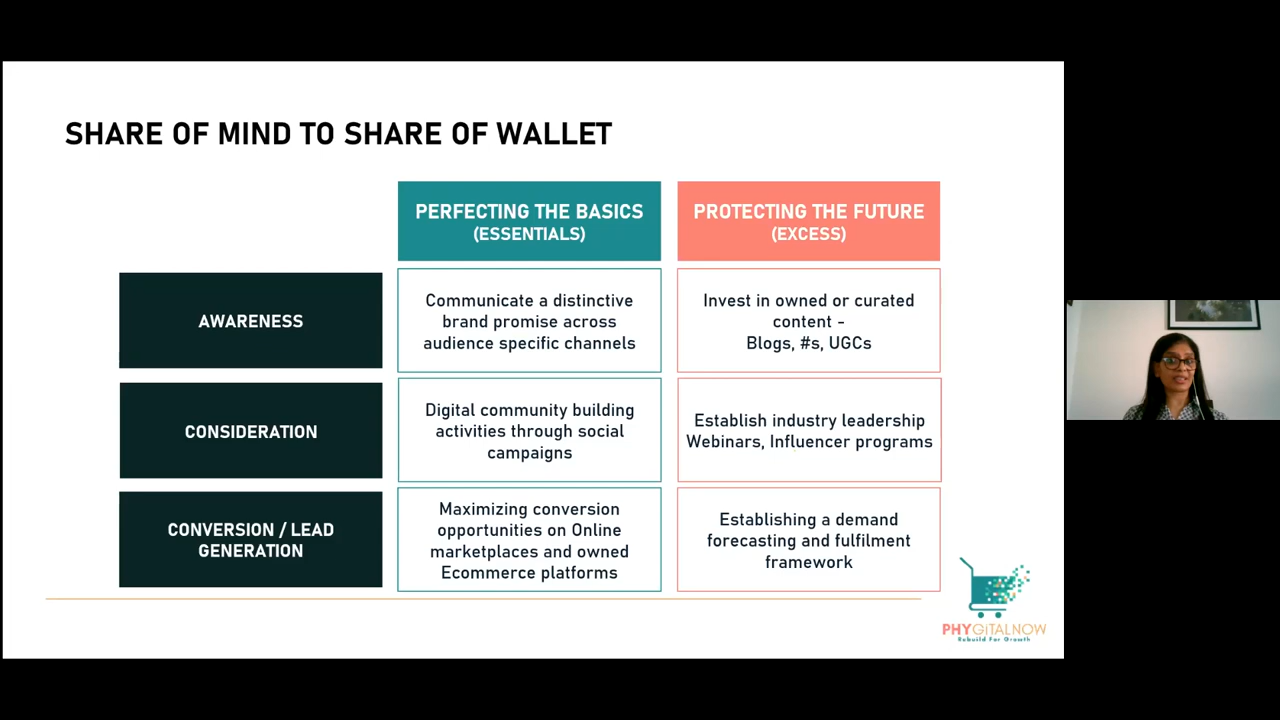 SHARE OF MIND TO SHARE OF WALLET
PERFECTING THE BASICS
(ESSENTIALS)
PROTECTING THE FUTURE
(EXCESS)
AWARENESS
Communicate a distinctive
brand promise across
audience specific channels
Invest in owned or curated
content -
Blogs, #s, UGCs
CONSIDERATION
Digital community building
activities through social
campaigns
Establish industry leadership
Webinars, Influencer programs
CONVERSION / LEAD
GENERATION
Maximizing conversion
opportunities on Online
marketplaces and owned
Ecommerce platforms
Establishing a demand
forecasting and fulfilment
framework
PHYGITALNOW
Rebuild For Growth